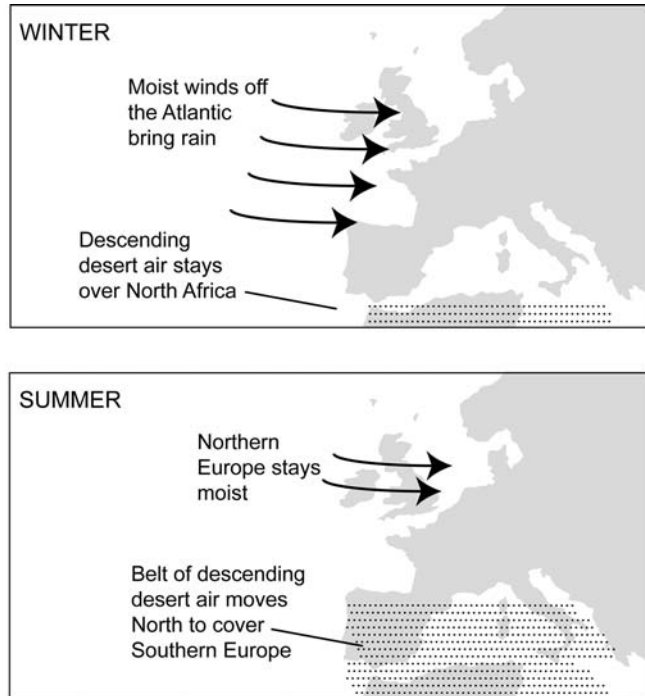 WINTER
Moist winds off
the Atlantic
bring rain
Descending
desert air stays
over North Africa
SUMMER
Northern
Europe stays
moist
Belt of descending
desert air moves
North to cover
Southern Europe